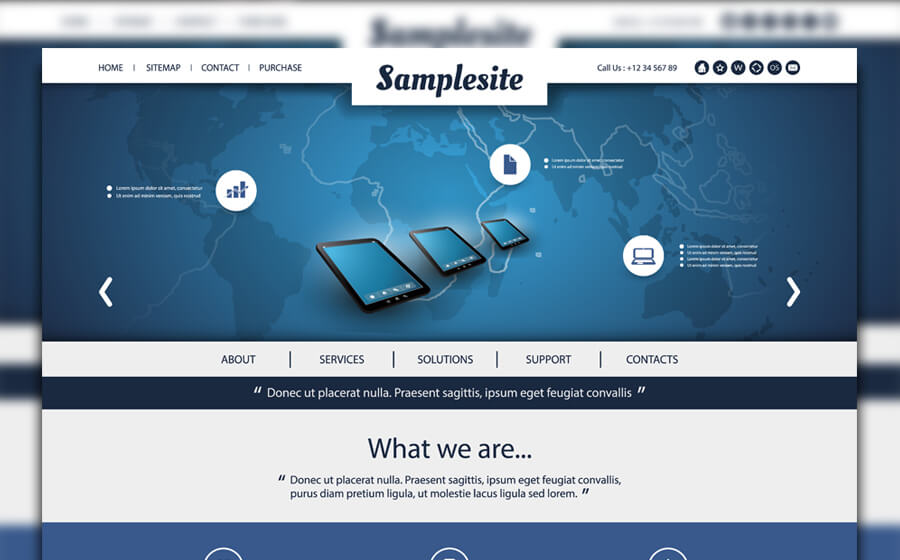 HOME | SITEMAP | CONTACT | PURCHASE
Samplesite
Call Us : +12 34 567 89
W
OS
Lorem ipsum dolor sit amet, consectetur
Ut enim ad minim veniam, quis nostrud
Lorem ipsum dolor sit amet, consectetur
Ut enim ad minim veniam, quis nostrud
Lorem ipsum dolor sit amet, consectetur
Ut enim ad minim veniam, quis nostrud
Lorem ipsum dolor sit amet, consectetur
Ut enim ad minim veniam, quis nostrud
ABOUT | SERVICES | SOLUTIONS | SUPPORT | CONTACTS
“ Donec ut placerat nulla. Praesent sagittis, ipsum eget feugiat convallis ”
What we are...
“ Donec ut placerat nulla. Praesent sagittis, ipsum eget feugiat convallis,
purus diam pretium ligula, ut molestie lacus ligula sed lorem. ”